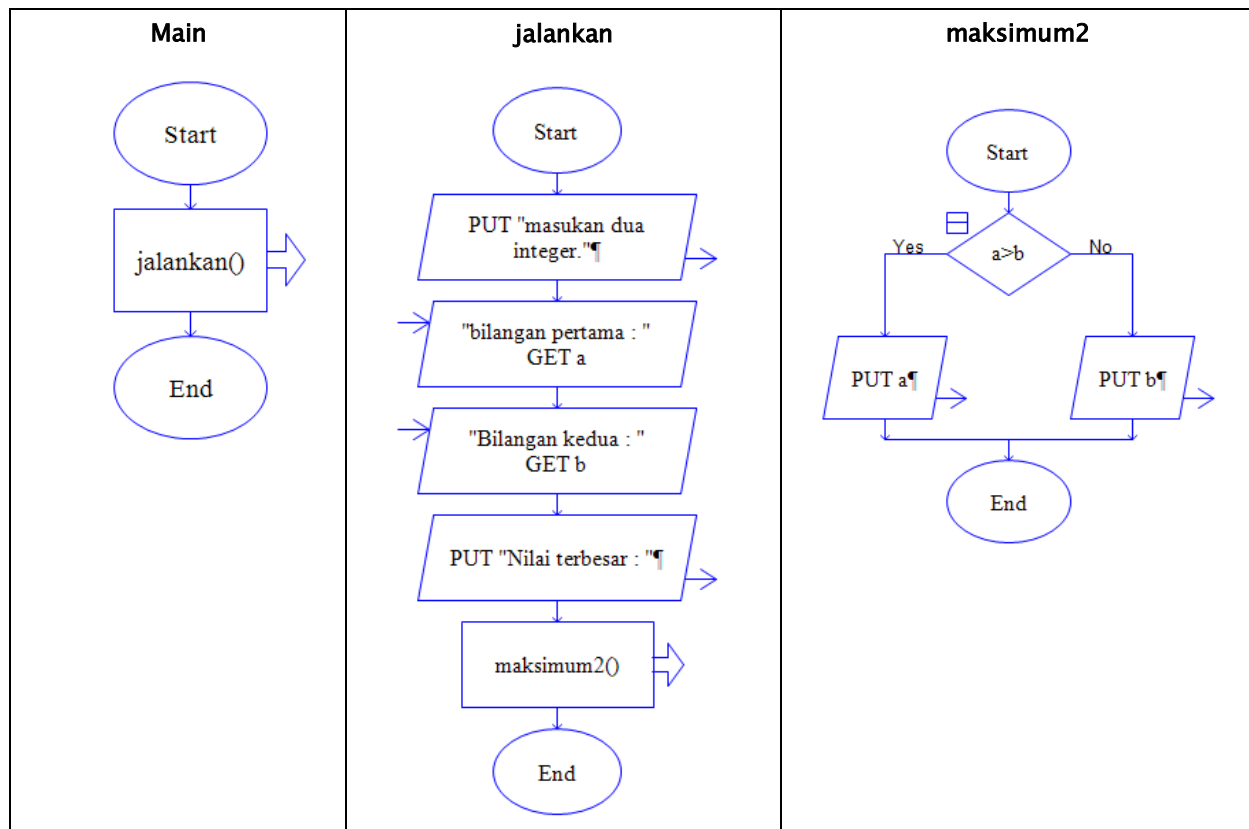 Main
Start
jalankan()
End
jalankan
Start
PUT "masukan dua
integer."¶
"bilangan pertama : "
GET a
"Bilangan kedua : "
GET b
PUT "Nilai terbesar : "¶
maksimum2()
End
maksimum2
Start
a>b
Yes
No
PUT a¶
PUT b¶
End